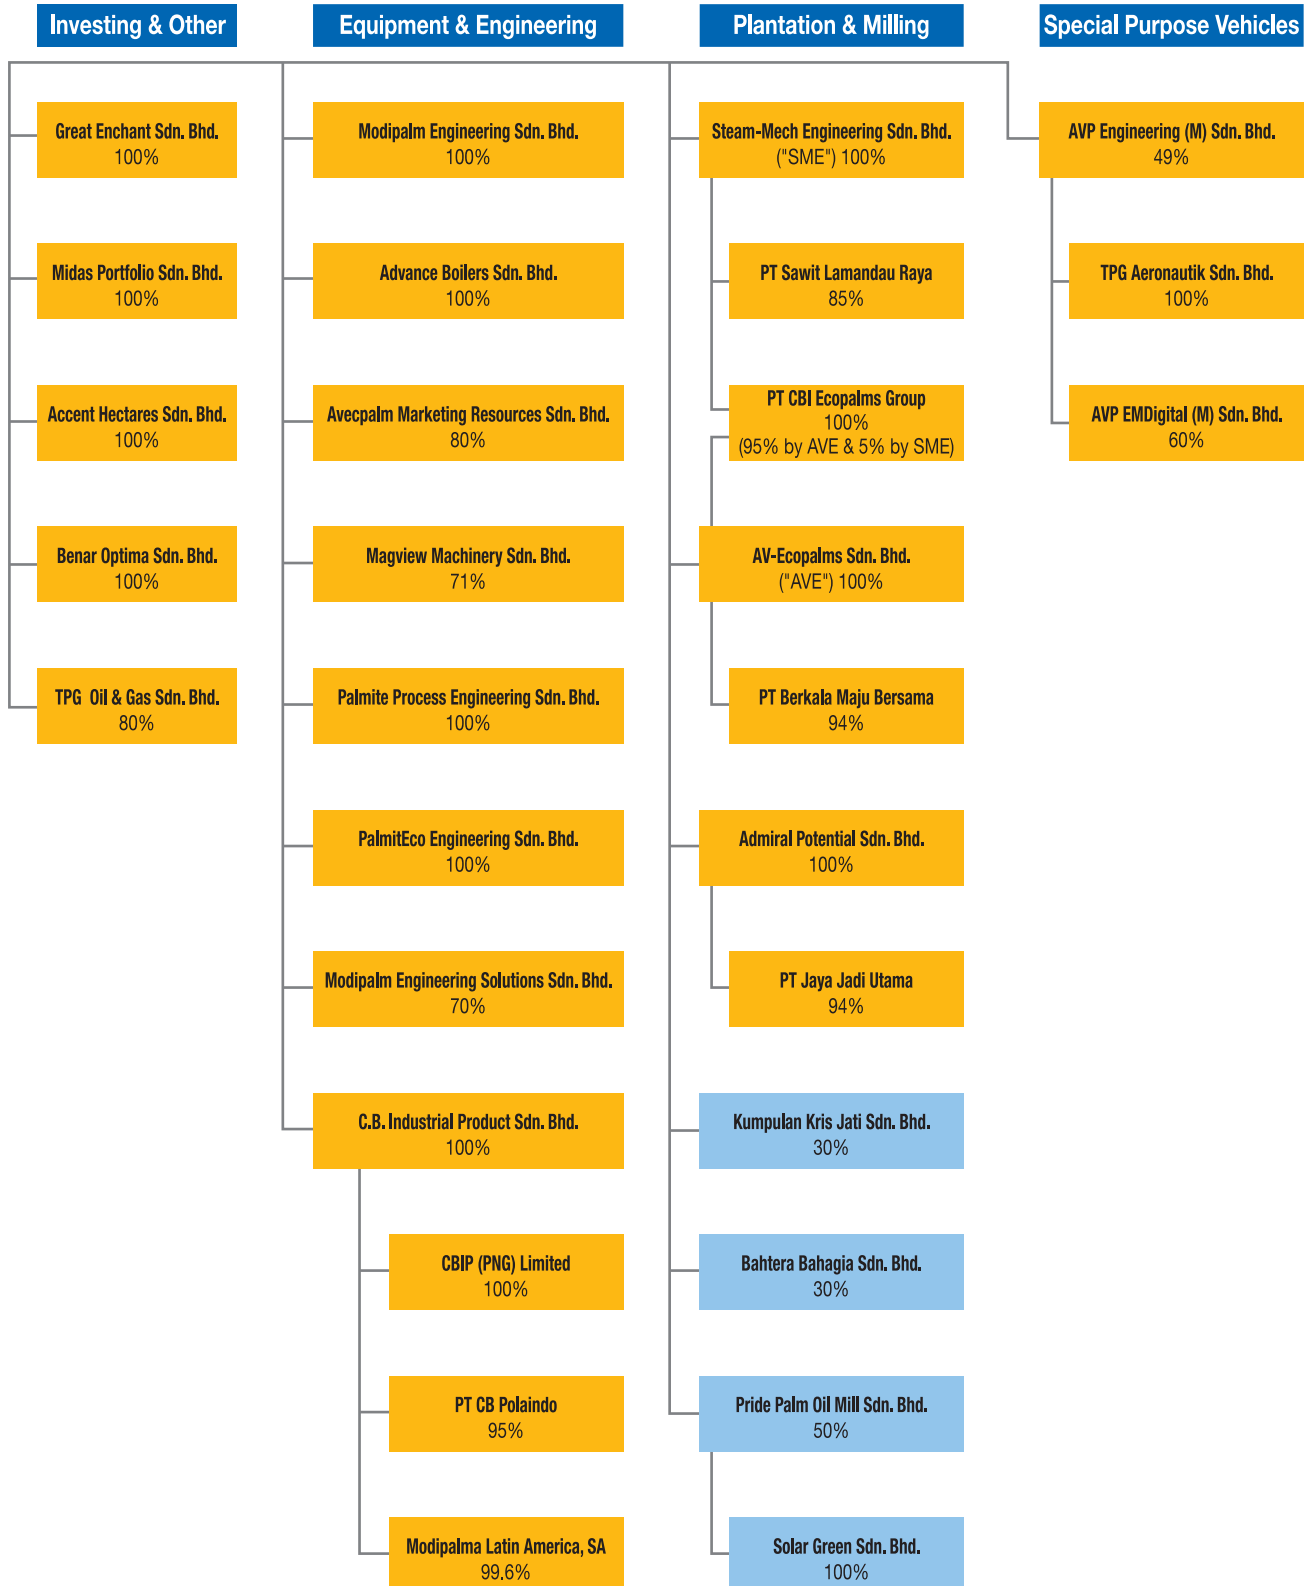 Investing & Other
Great Enchant Sdn. Bhd.
100%
Midas Portfolio Sdn. Bhd.
100%
Accent Hectares Sdn. Bhd.
100%
Benar Optima Sdn. Bhd.
100%
TPG Oil & Gas Sdn. Bhd.
80%
Equipment & Engineering
Modipalm Engineering Sdn. Bhd.
100%
Advance Boilers Sdn. Bhd.
100%
Avecpalm Marketing Resources Sdn. Bhd.
80%
Magview Machinery Sdn. Bhd.
71%
Palmite Process Engineering Sdn. Bhd.
100%
PalmitEco Engineering Sdn. Bhd.
100%
Modipalm Engineering Solutions Sdn. Bhd.
70%
C.B. Industrial Product Sdn. Bhd.
100%
CBIP (PNG) Limited
100%
PT CB Polaindo
95%
Modipalma Latin America, SA
99.6%
Plantation & Milling
Steam-Mech Engineering Sdn. Bhd.
("SME") 100%
PT Sawit Lamandau Raya
85%
PT CBI Ecopalms Group
100%
(95% by AVE & 5% by SME)
AV-Ecopalms Sdn. Bhd.
("AVE") 100%
PT Berkala Maju Bersama
94%
Admiral Potential Sdn. Bhd.
100%
PT Jaya Jadi Utama
94%
Kumpulan Kris Jati Sdn. Bhd.
30%
Bahtera Bahagia Sdn. Bhd.
30%
Pride Palm Oil Mill Sdn. Bhd.
50%
Solar Green Sdn. Bhd.
100%
Special Purpose Vehicles
AVP Engineering (M) Sdn. Bhd.
49%
TPG Aeronautik Sdn. Bhd.
100%
AVP EMDigital (M) Sdn. Bhd.
60%